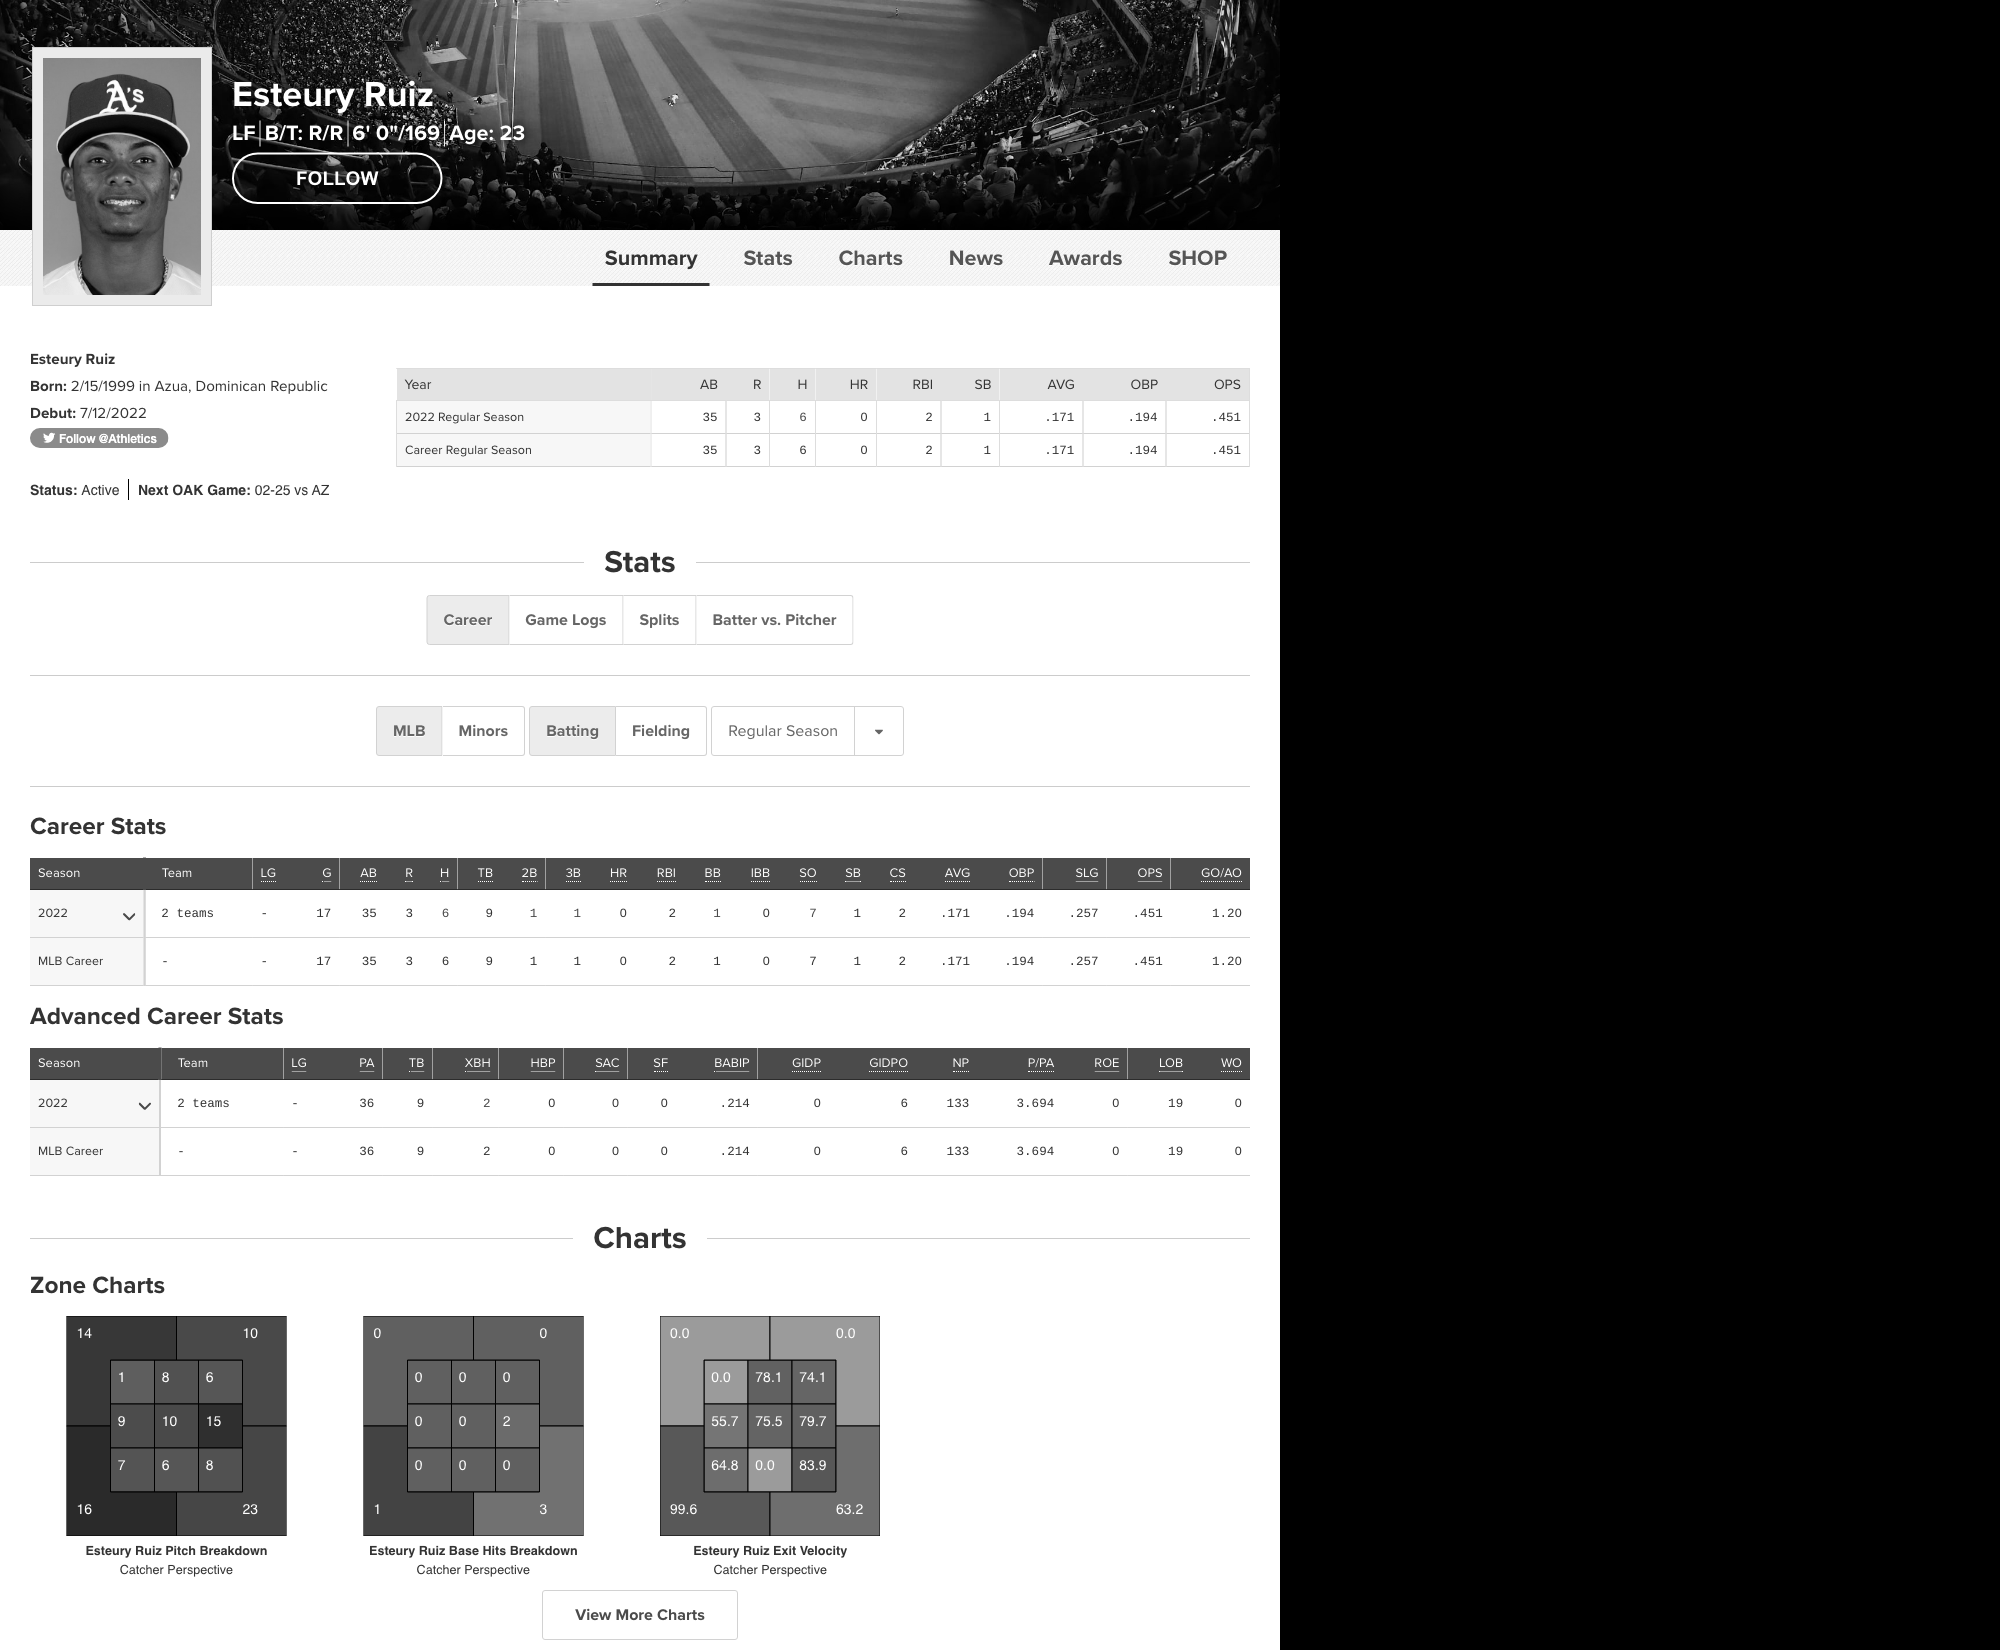 A's
Esteury Ruiz
LF B/T: R/R 6' 0"/169 Age: 23
FOLLOW
Summary Stats Charts News Awards SHOP
Esteury Ruiz
Born: 2/15/1999 in Azua, Dominican Republic
Debut: 7/12/2022
Follow @Athletics
Status: Active Next OAK Game: 02-25 vs AZ
Year AB R H HR RBI SB AVG OBP OPS
2022 Regular Season 35 3 6 0 2 1 .171 .194 .451
Career Regular Season 35 3 6 0 2 1 .171 .194 .451
Stats
Career Game Logs Splits Batter vs. Pitcher
MLB Minors Batting Fielding Regular Season
Career Stats
Season Team LG G AB R H TB 2B 3B HR RBI BB IBB SO SB CS AVG OBP SLG OPS GO/AO
2022 2 teams - 17 35 3 6 9 1 1 0 2 1 0 7 1 2 .171 .194 .257 .451 1.20
MLB Career - - 17 35 3 6 9 1 1 0 2 1 0 7 1 2 .171 .194 .257 .451 1.20
Advanced Career Stats
Season Team LG PA TB XBH HBP SAC SF BABIP GIDP GIDPO NP P/PA ROE LOB WO
2022 2 teams - 36 9 2 0 0 0 .214 0 6 133 3.694 0 19 0
MLB Career - - 36 9 2 0 0 0 .214 0 6 133 3.694 0 19 0
Charts
Zone Charts
14 10
1 8 6
9 10 15
7 6 8
16 23
Esteury Ruiz Pitch Breakdown
Catcher Perspective
0 0
0 0 0
0 0 2
0 0 0
1 3
Esteury Ruiz Base Hits Breakdown
Catcher Perspective
0.0 0.0
0.0 78.1 74.1
55.7 75.5 79.7
64.8 0.0 83.9
99.6 63.2
Esteury Ruiz Exit Velocity
Catcher Perspective
View More Charts